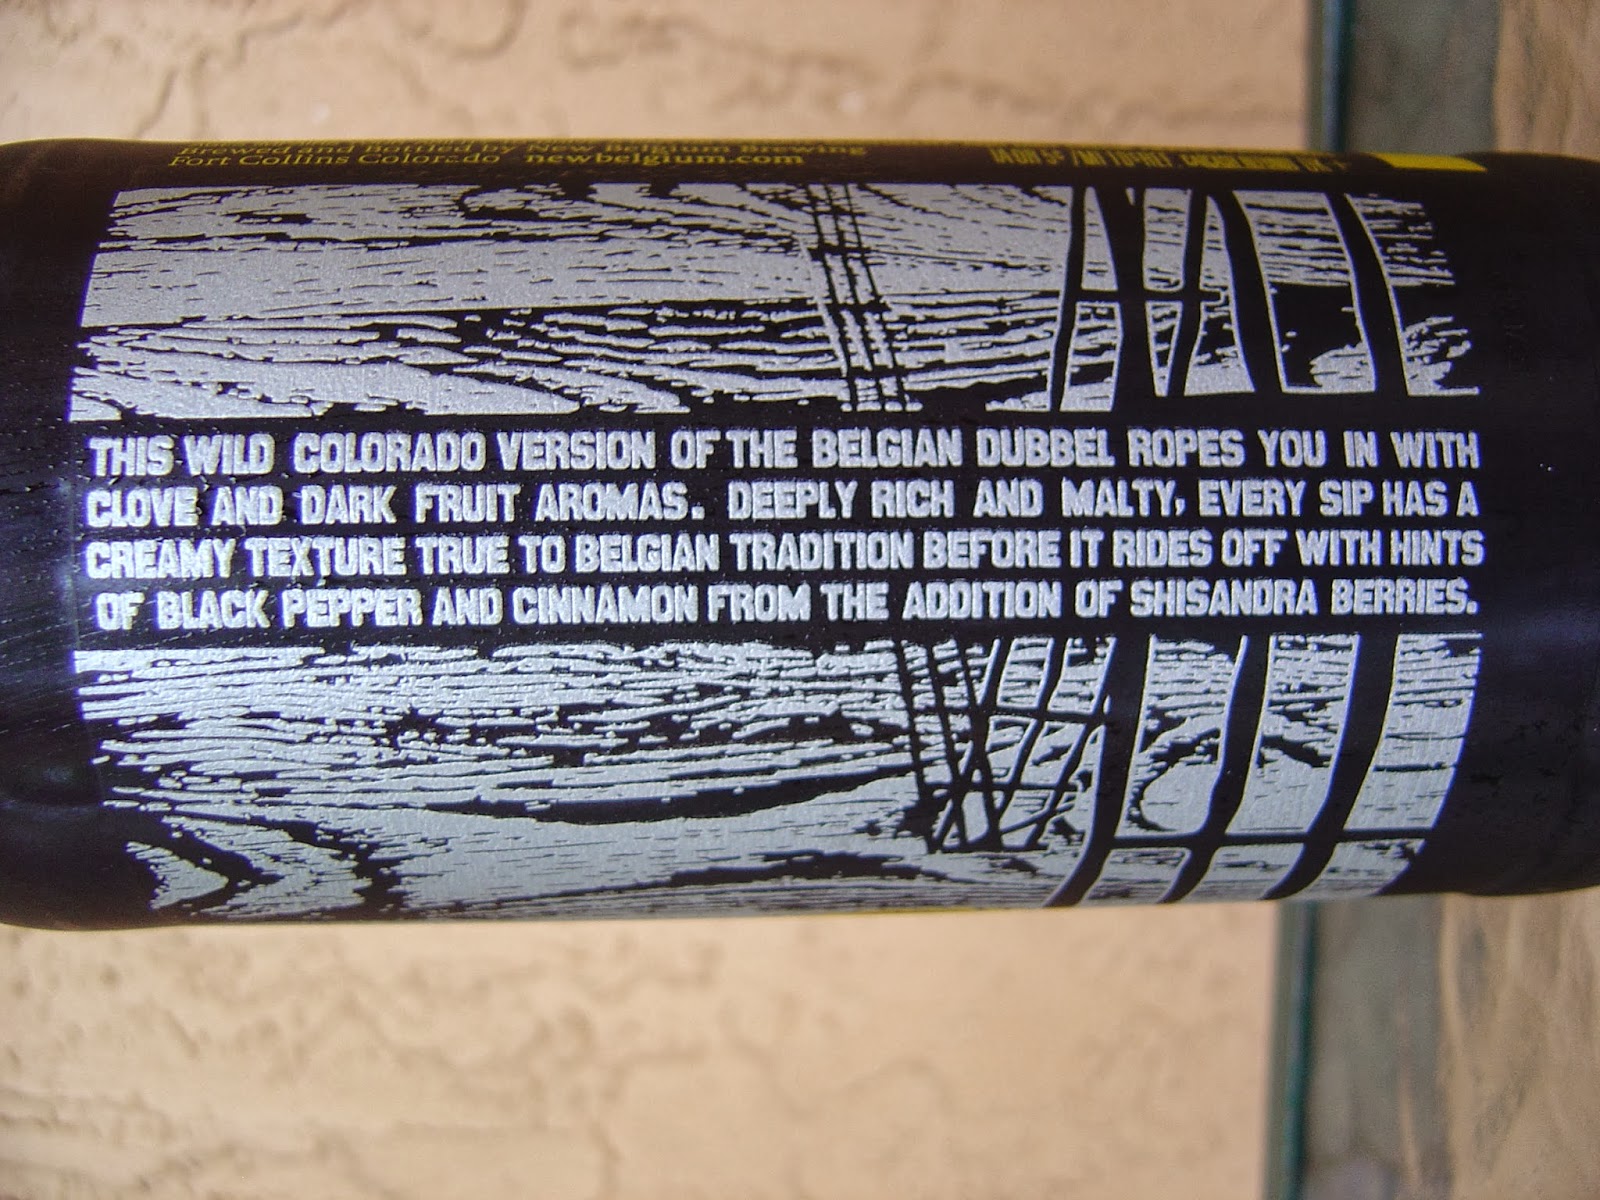 Brewed and Bottled by New Belgium Brewing
Fort Collins Colorado newbelgium.com
THIS WILD COLORADO VERSION OF THE BELGIAN DUBBEL ROPES YOU IN WITH
CLOVE AND DARK FRUIT AROMAS. DEEPLY RICH AND MALTY, EVERY SIP HAS A
CREAMY TEXTURE TRUE TO BELGIAN TRADITION BEFORE IT RIDES OFF WITH HINTS
OF BLACK PEPPER AND CINNAMON FROM THE ADDITION OF SHISANDRA BERRIES.